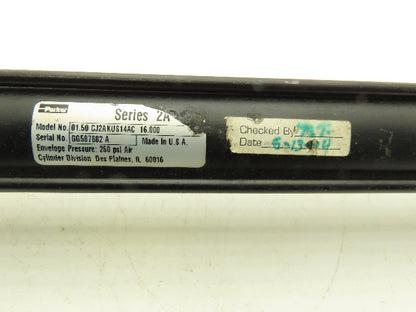 Parker
Series 2A
Model No. 01.50 CJ2AKUS14AC 16.000
Serial No. GG587682 A Made in U.S.A.
Envelope Pressure: 250 psi Air
Cylinder Division Des Plaines, IL 60016
Checked By
Date